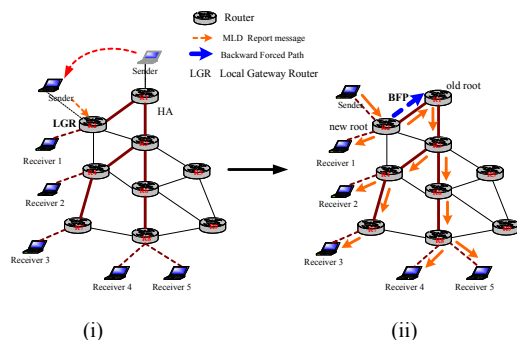 Router
MLD Report message
Backward Forced Path
LGR Local Gateway Router
Sender
Sender
HA
LGR
Receiver 1
Receiver 2
Receiver 3
Receiver 4
Receiver 5
(i)
BFP
old root
Sender
new root
Receiver 1
Receiver 2
Receiver 3
Receiver 4
Receiver 5
(ii)